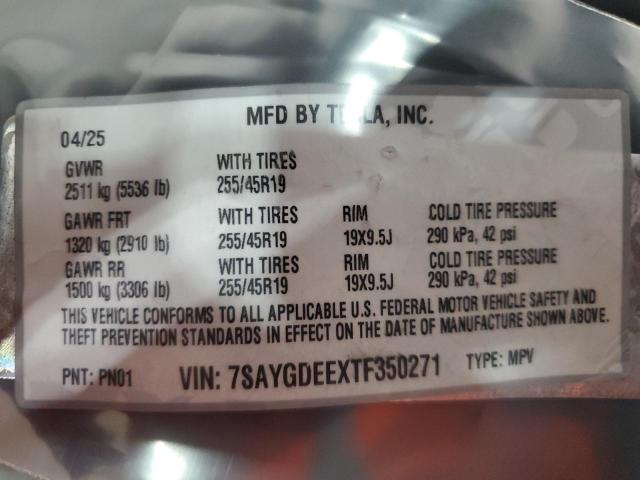 MFD BY TESLA, INC.
04/25
GVWR WITH TIRES
2511 kg (5536 lb) 255/45R19
GAWR FRT WITH TIRES RIM COLD TIRE PRESSURE
1320 kg (2910 lb) 255/45R19 19X9.5J 290 kPa, 42 psi
GAWR RR WITH TIRES RIM COLD TIRE PRESSURE
1500 kg (3306 lb) 255/45R19 19X9.5J 290 kPa, 42 psi
THIS VEHICLE CONFORMS TO ALL APPLICABLE U.S. FEDERAL MOTOR VEHICLE SAFETY AND
THEFT PREVENTION STANDARDS IN EFFECT ON THE DATE OF MANUFACTURE SHOWN ABOVE.
PNT: PN01 VIN: 7SAYGDEEXTF350271 TYPE: MPV